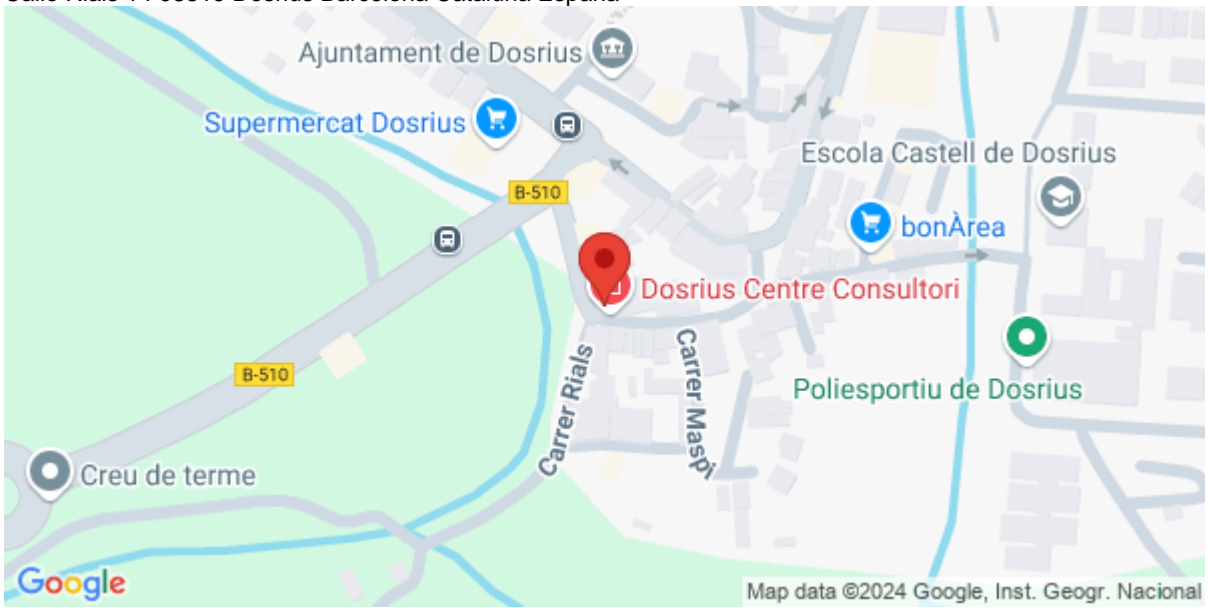 Ajuntament de Dosrius
Supermercat Dosrius
Escola Castell de Dosrius
B-510
bonÀrea
Dosrius Centre Consultori
Carrer Rials
Carrer Maspí
B-510
Poliesportiu de Dosrius
Creu de terme
Google
Map data ©2024 Google, Inst. Geogr. Nacional